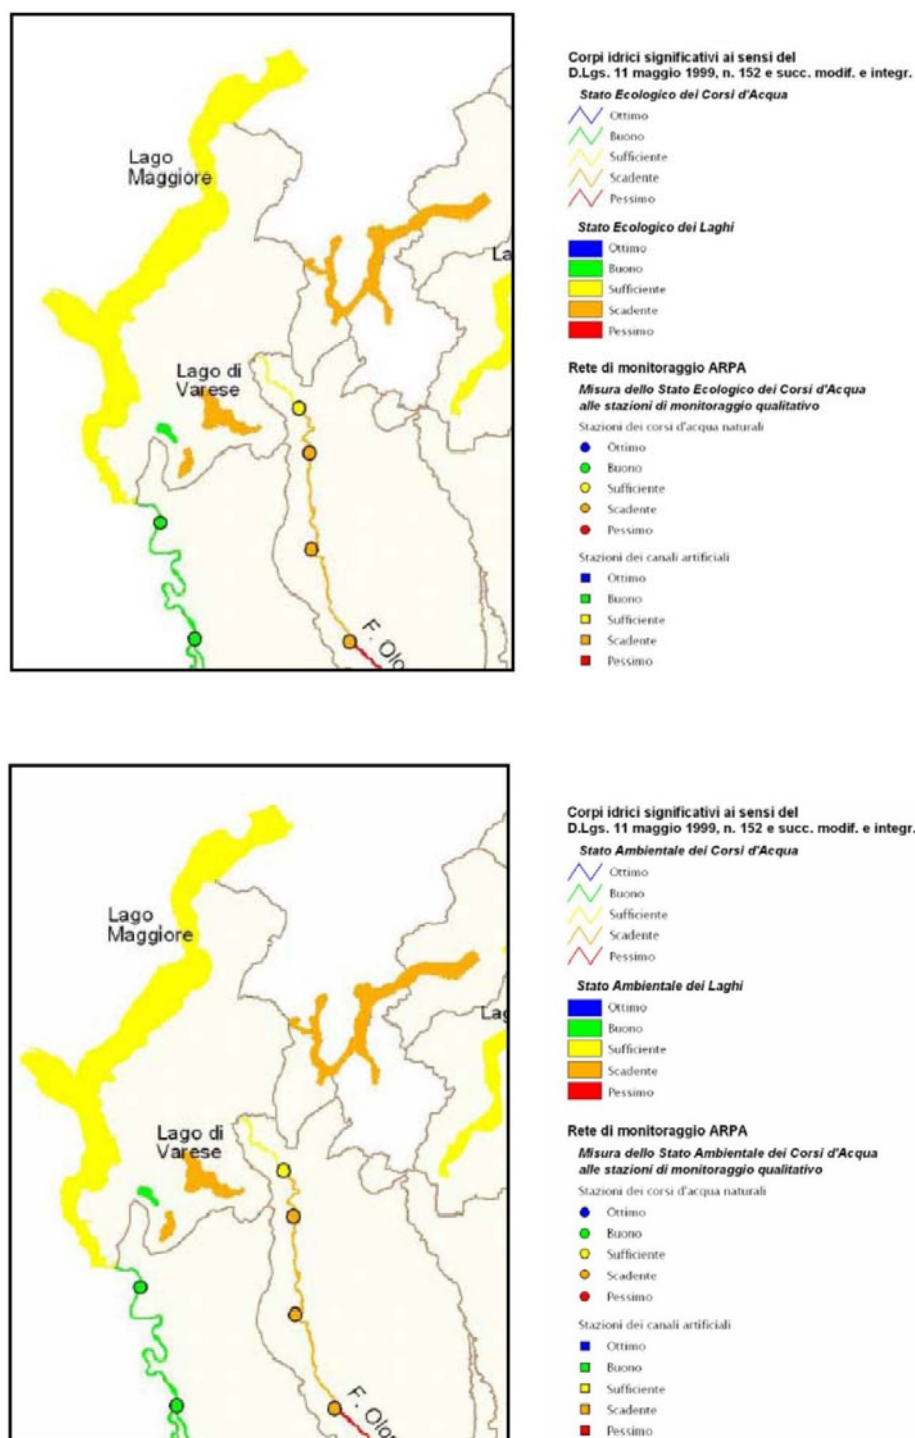 Lago
Maggiore
La
Lago di
Varese
F. Olo
Corpi idrici significativi ai sensi del
D.Lgs. 11 maggio 1999, n. 152 e succ. modif. e integr.
Stato Ecologico dei Corsi d'Acqua
Ottimo
Buono
Sufficiente
Scadente
Pessimo
Stato Ecologico dei Laghi
Ottimo
Buono
Sufficiente
Scadente
Pessimo
Rete di monitoraggio ARPA
Misura dello Stato Ecologico dei Corsi d'Acqua
alle stazioni di monitoraggio qualitativo
Stazioni dei corsi d'acqua naturali
Ottimo
Buono
Sufficiente
Scadente
Pessimo
Stazioni dei canali artificiali
Ottimo
Buono
Sufficiente
Scadente
Pessimo
Lago
Maggiore
Lag
Lago di
Varese
F. Olo
Corpi idrici significativi ai sensi del
D.Lgs. 11 maggio 1999, n. 152 e succ. modif. e integr.
Stato Ambientale dei Corsi d'Acqua
Ottimo
Buono
Sufficiente
Scadente
Pessimo
Stato Ambientale dei Laghi
Ottimo
Buono
Sufficiente
Scadente
Pessimo
Rete di monitoraggio ARPA
Misura dello Stato Ambientale dei Corsi d'Acqua
alle stazioni di monitoraggio qualitativo
Stazioni dei corsi d'acqua naturali
Ottimo
Buono
Sufficiente
Scadente
Pessimo
Stazioni dei canali artificiali
Ottimo
Buono
Sufficiente
Scadente
Pessimo